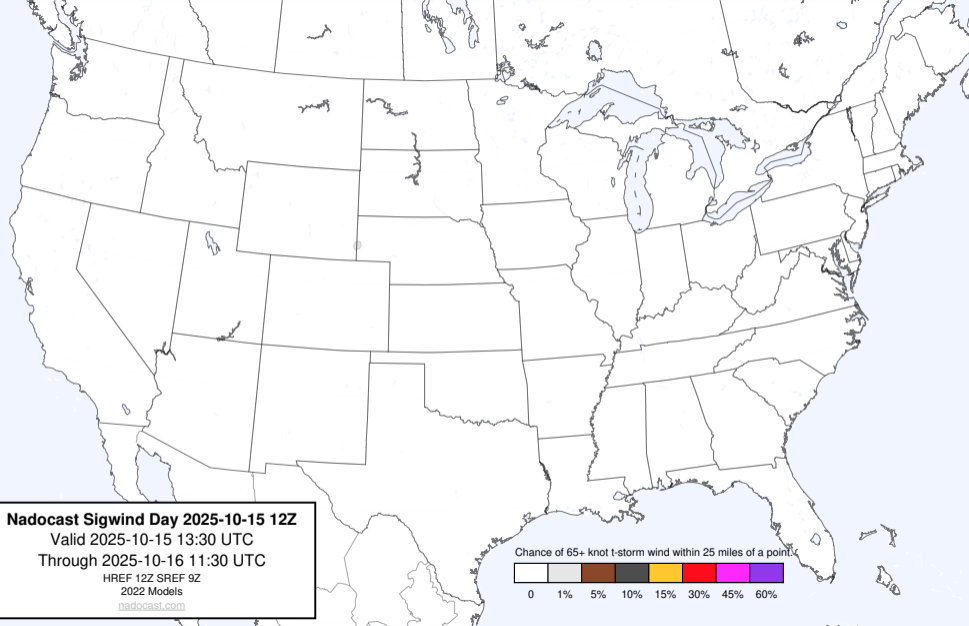 Nadocast Sigwind Day 2025-10-15 12Z
Valid 2025-10-15 13:30 UTC
Through 2025-10-16 11:30 UTC
HREF 12Z SREF 9Z
2022 Models
nadocast.com
Chance of 65+ knot t-storm wind within 25 miles of a point.
0 1% 5% 10% 15% 30% 45% 60%